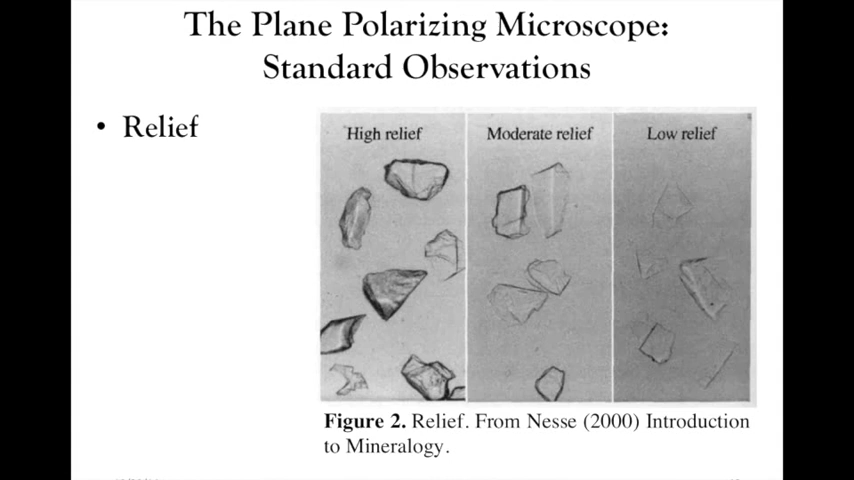 The Plane Polarizing Microscope:
Standard Observations
• Relief
High relief
Moderate relief
Low relief
Figure 2. Relief. From Nesse (2000) Introduction
to Mineralogy.